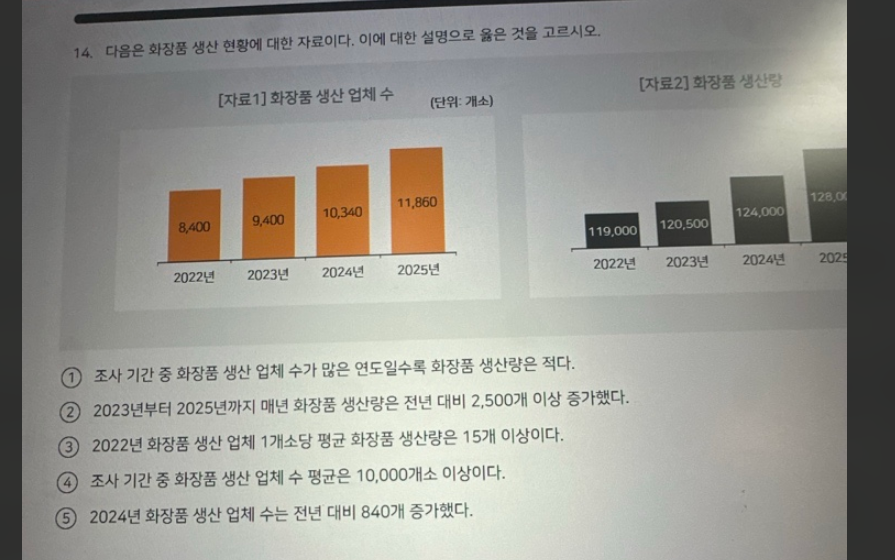 14. 다음은 화장품 생산 현황에 대한 자료이다. 이에 대한 설명으로 옳은 것을 고르시오.
[자료1] 화장품 생산 업체 수
(단위: 개소)
8,400 9,400 10,340 11,860
2022년 2023년 2024년 2025년
[자료2] 화장품 생산량
119,000 120,500 124,000 128,00
2022년 2023년 2024년 2025
① 조사 기간 중 화장품 생산 업체 수가 많은 연도일수록 화장품 생산량은 적다.
② 2023년부터 2025년까지 매년 화장품 생산량은 전년 대비 2,500개 이상 증가했다.
③ 2022년 화장품 생산 업체 1개소당 평균 화장품 생산량은 15개 이상이다.
④ 조사 기간 중 화장품 생산 업체 수 평균은 10,000개소 이상이다.
⑤ 2024년 화장품 생산 업체 수는 전년 대비 840개 증가했다.